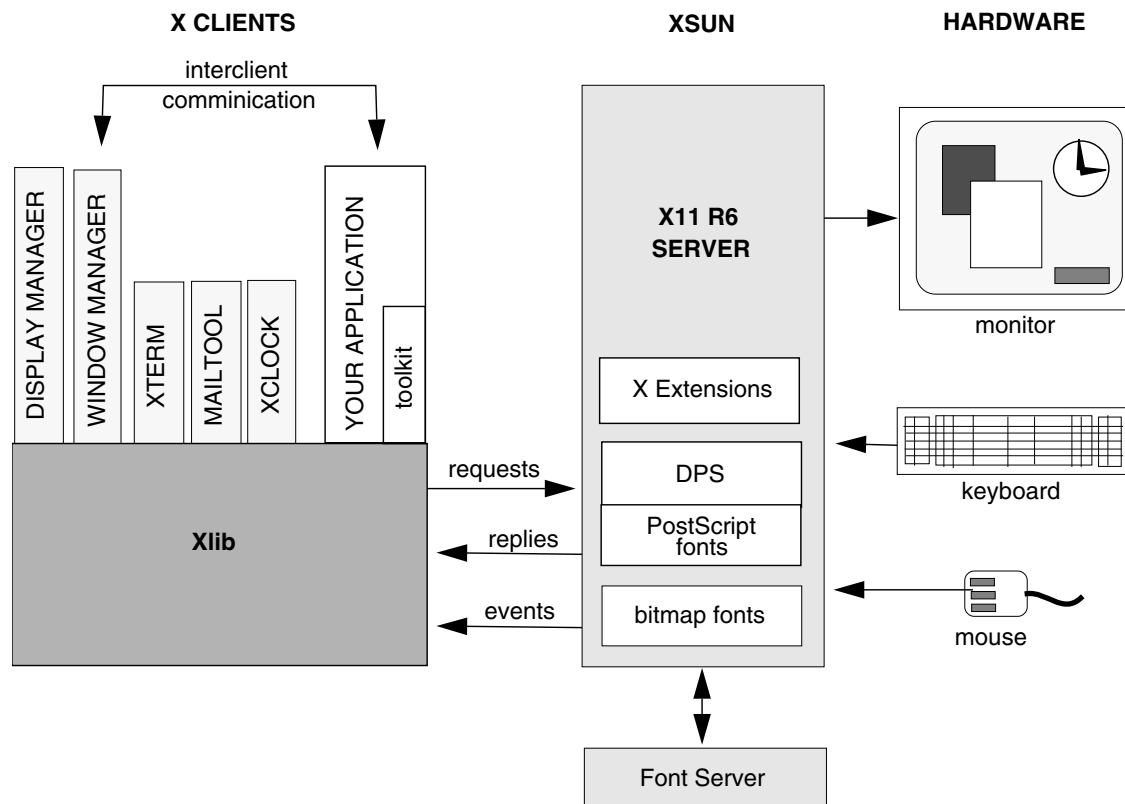 X CLIENTS
XSUN
HARDWARE
interclient
comminication
DISPLAY MANAGER
WINDOW MANAGER
XTERM
MAILTOOL
XCLOCK
YOUR APPLICATION
toolkit
Xlib
requests
replies
events
X11 R6
SERVER
X Extensions
DPS
PostScript
fonts
bitmap fonts
Font Server
monitor
keyboard
mouse